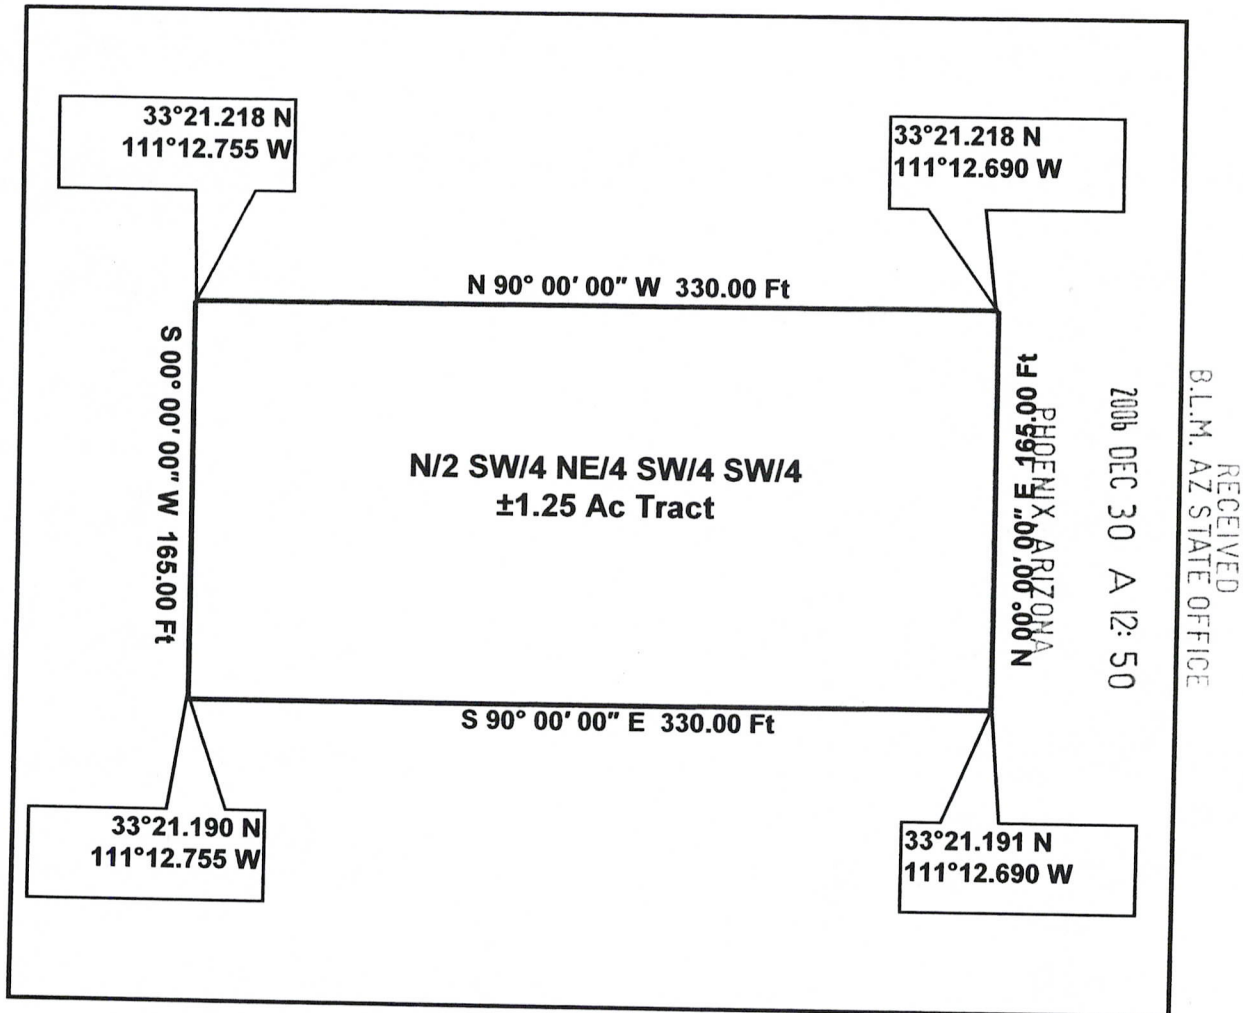 33°21.218 N
111°12.755 W
33°21.218 N
111°12.690 W
N 90° 00' 00" W 330.00 Ft
S 00° 00' 00" W 165.00 Ft
N/2 SW/4 NE/4 SW/4 SW/4
±1.25 Ac Tract
N 00° 00' 00" E 165.00 Ft
S 90° 00' 00" E 330.00 Ft
33°21.190 N
111°12.755 W
33°21.191 N
111°12.690 W
RECEIVED
B.L.M. AZ STATE OFFICE
2006 DEC 30 A 12: 50
PHOENIX, ARIZONA